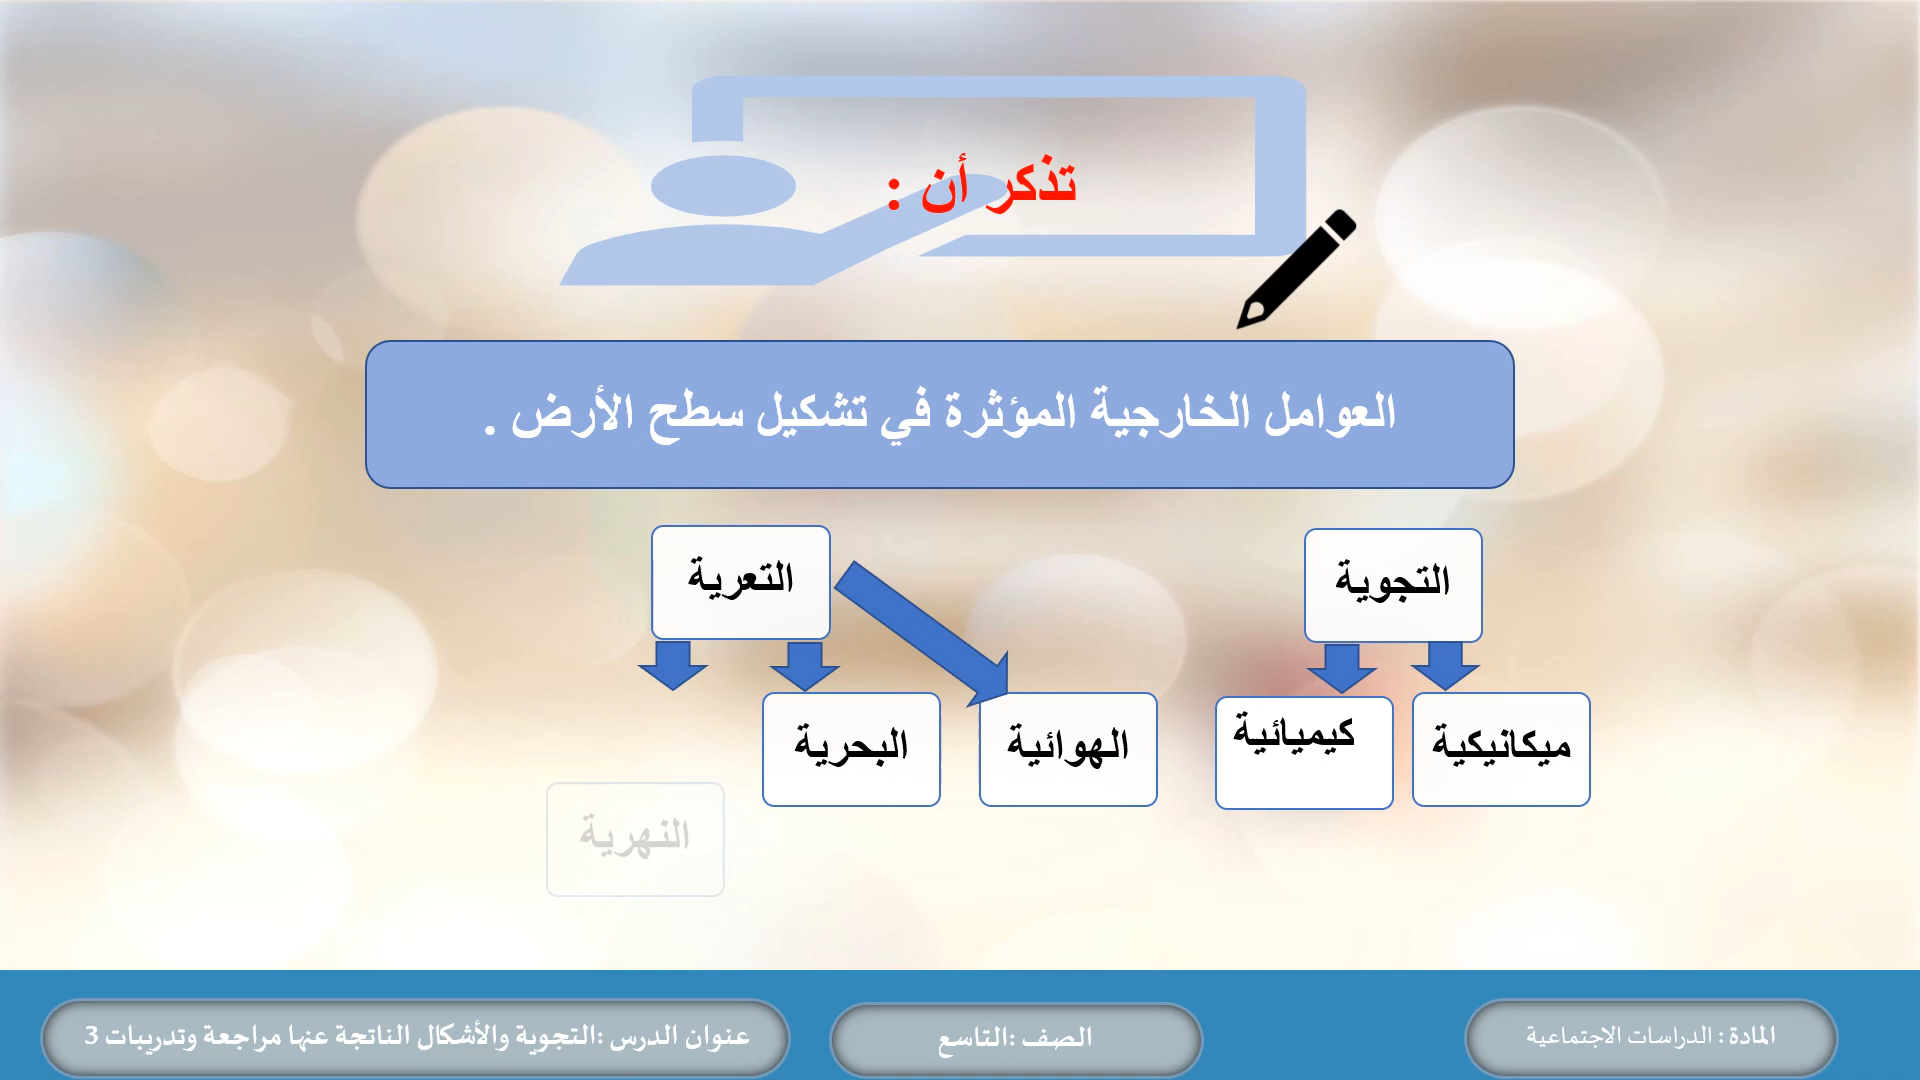 تذكر أن :
العوامل الخارجية المؤثرة في تشكيل سطح الأرض .
التجوية
التعرية
ميكانيكية
كيميائية
الهوائية
البحرية
النهرية
المادة : الدراسات الاجتماعية
الصف :التاسع
عنوان الدرس :التجوية والأشكال الناتجة عنها مراجعة وتدريبات 3